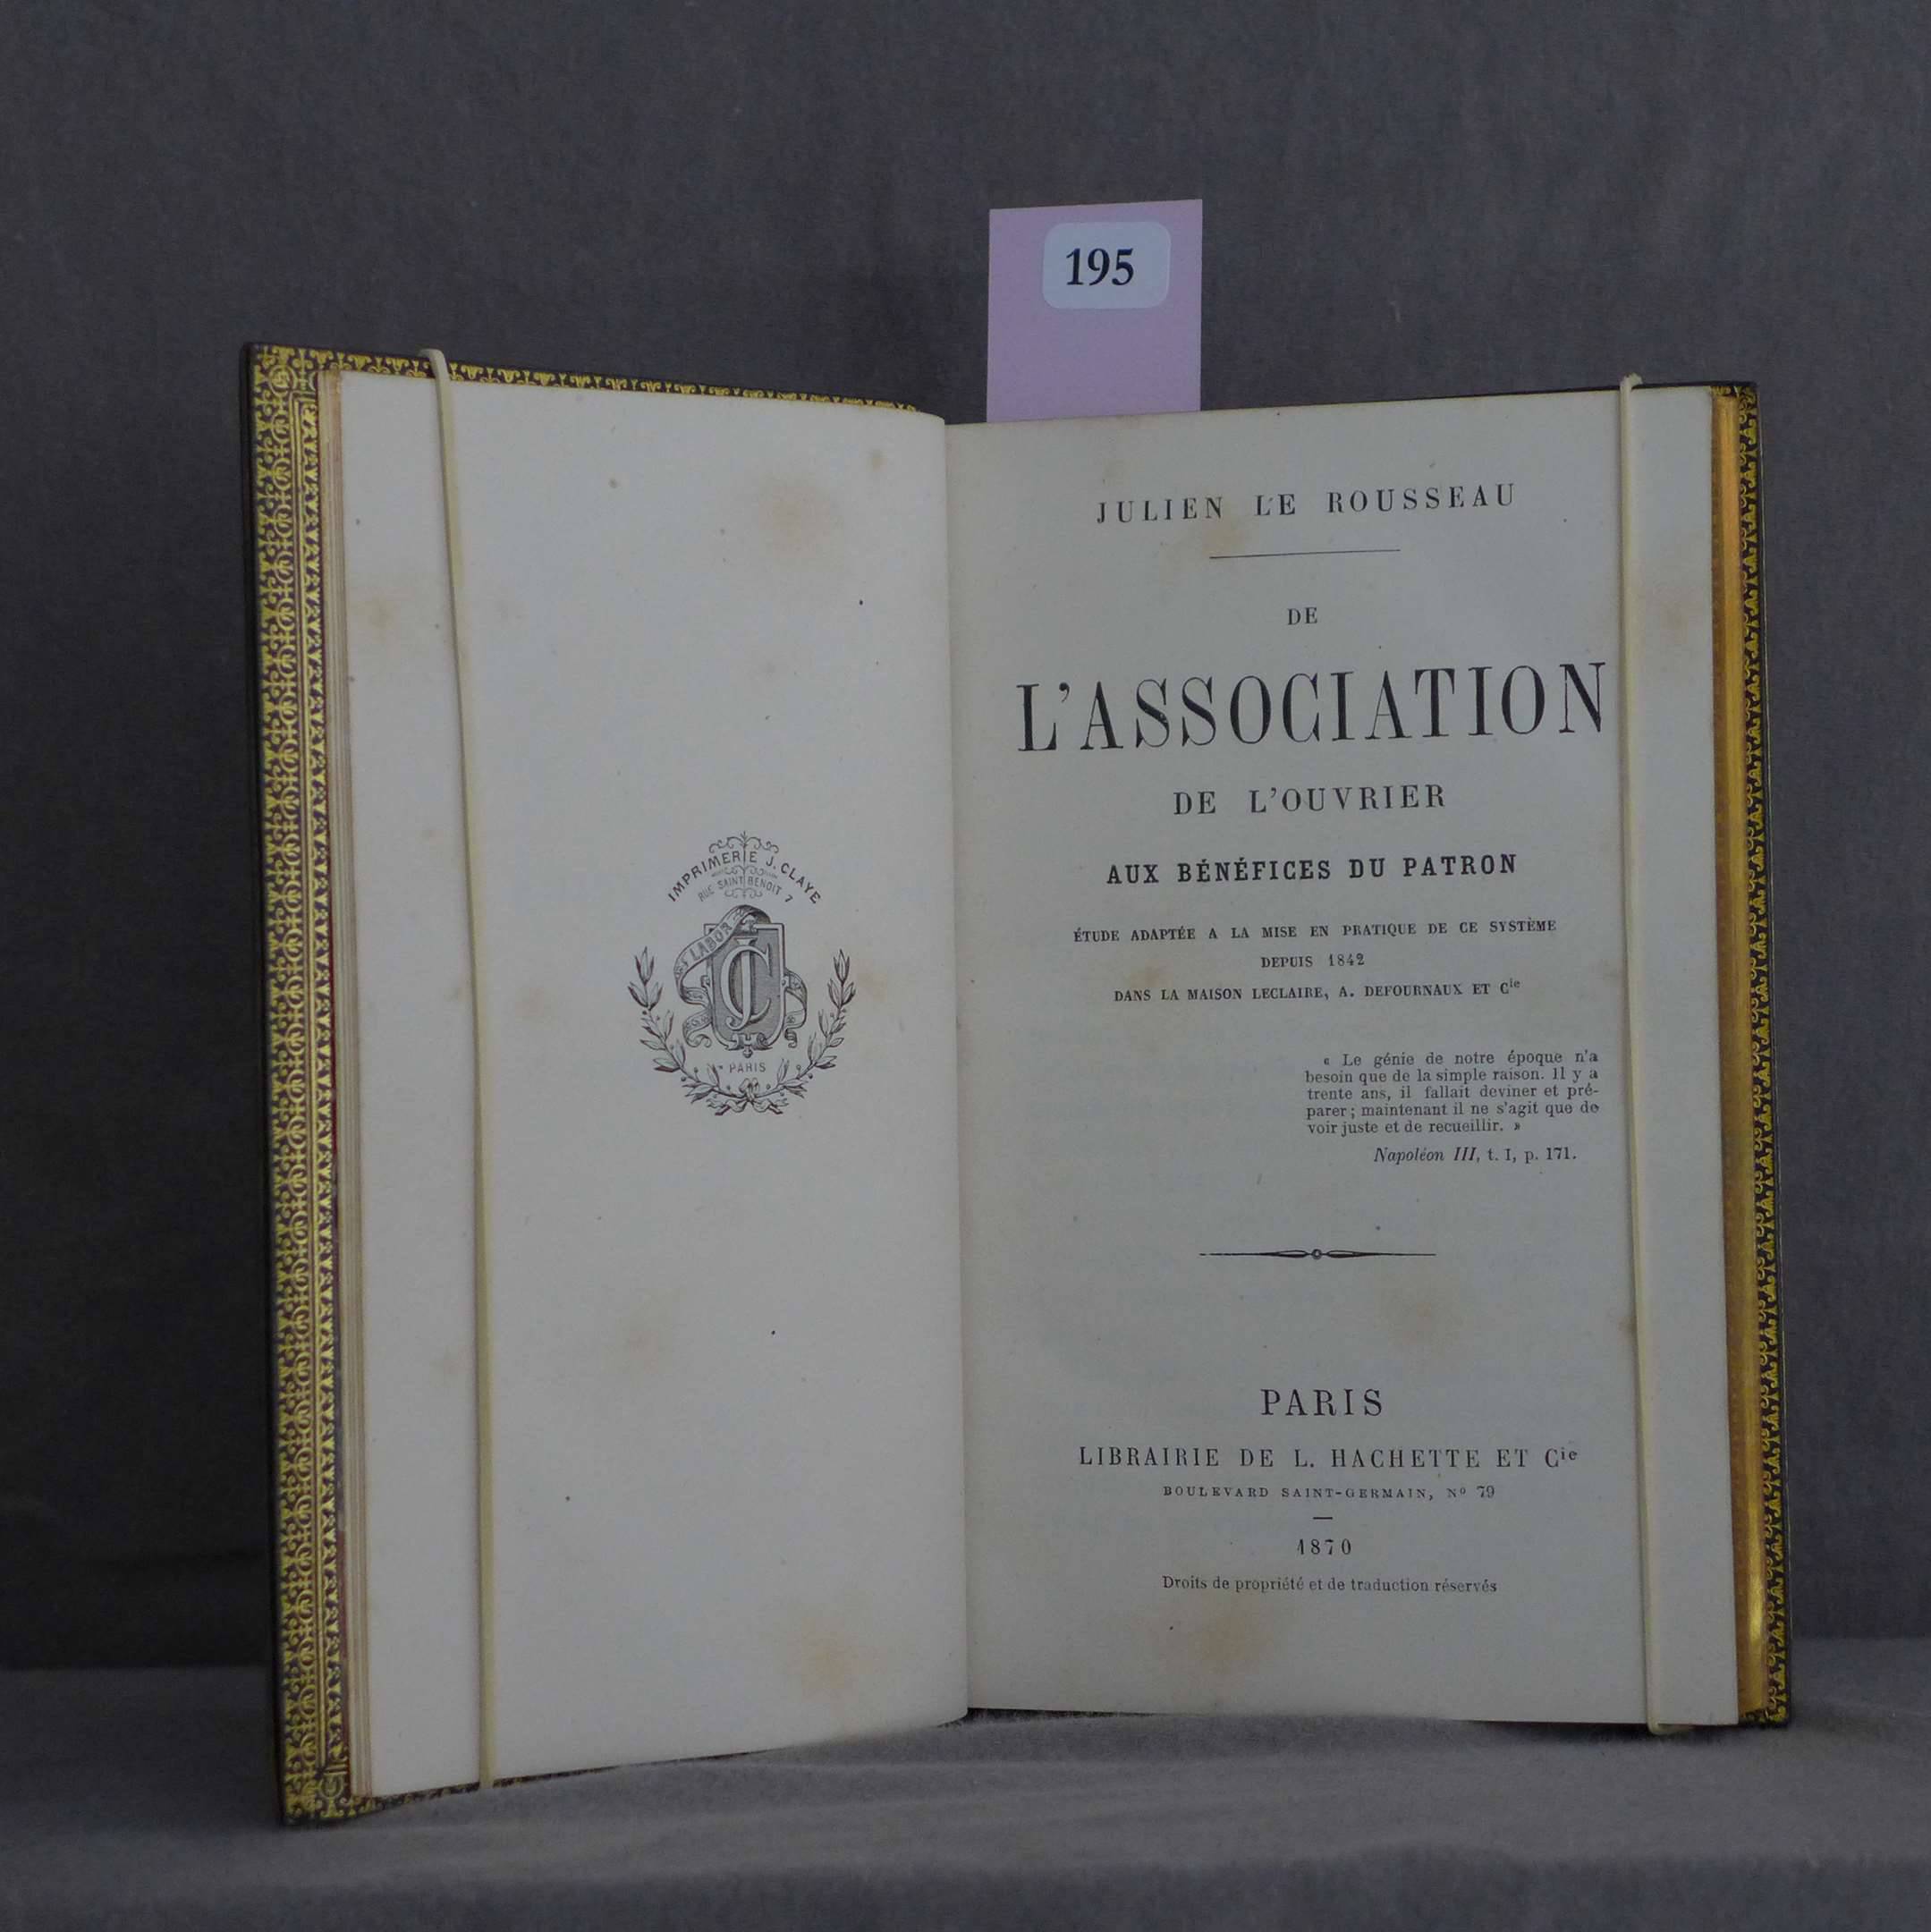 195
IMPRIMERIE J. CLAYE
RUE SAINT BENOIT 7
LABOR
JC
PARIS
JULIEN LE ROUSSEAU
DE
L'ASSOCIATION
DE L'OUVRIER
AUX BÉNÉFICES DU PATRON
ÉTUDE ADAPTÉE A LA MISE EN PRATIQUE DE CE SYSTÈME
DEPUIS 1842
DANS LA MAISON LECLAIRE, A. DEFOURNAUX ET Cie
« Le génie de notre époque n'a
besoin que de la simple raison. Il y a
trente ans, il fallait deviner et pré-
parer; maintenant il ne s'agit que de
voir juste et de recueillir. »
Napoléon III, t. I, p. 171.
PARIS
LIBRAIRIE DE L. HACHETTE ET Cie
BOULEVARD SAINT-GERMAIN, No 79
1870
Droits de propriété et de traduction réservés